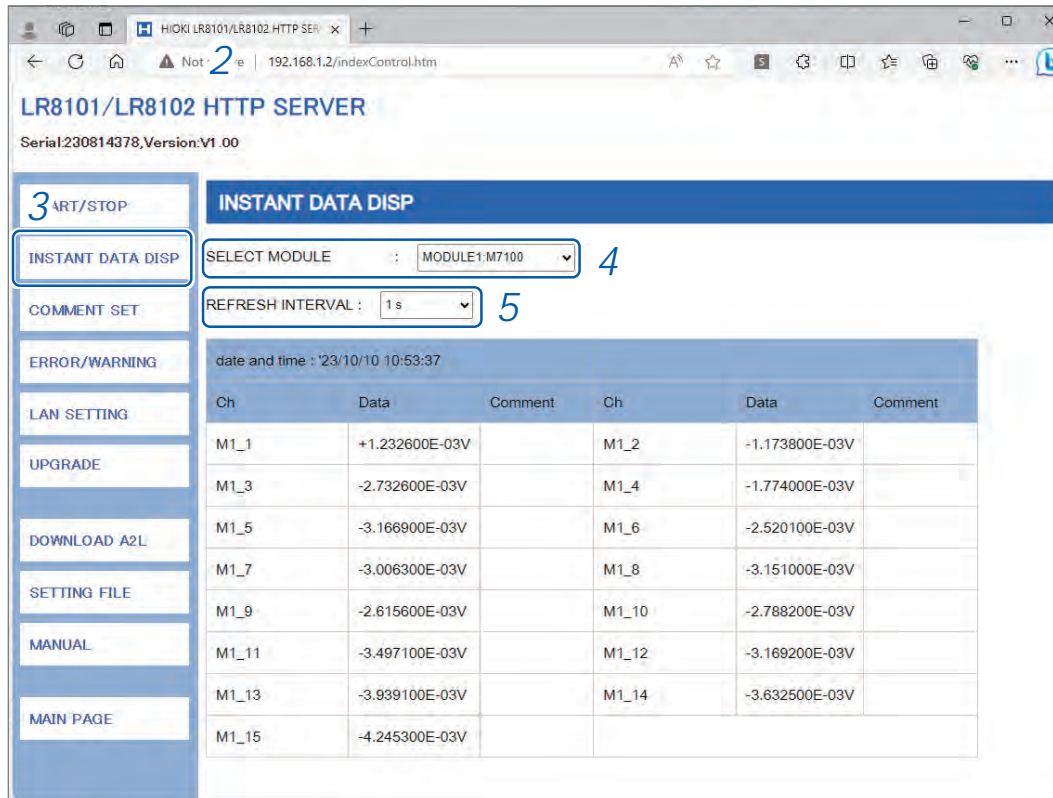 HIOKI LR8101/LR8102 HTTP SER
2
Not 192.168.1.2/indexControl.htm
LR8101/LR8102 HTTP SERVER
Serial:230814378,Version:V1.00
3 ART/STOP
INSTANT DATA DISP
COMMENT SET
ERROR/WARNING
LAN SETTING
UPGRADE
DOWNLOAD A2L
SETTING FILE
MANUAL
MAIN PAGE
INSTANT DATA DISP
SELECT MODULE : MODULE1:M7100 4
REFRESH INTERVAL : 1 s 5
date and time : '23/10/10 10:53:37
Ch Data Comment Ch Data Comment
M1_1 +1.232600E-03V M1_2 -1.173800E-03V
M1_3 -2.732600E-03V M1_4 -1.774000E-03V
M1_5 -3.166900E-03V M1_6 -2.520100E-03V
M1_7 -3.006300E-03V M1_8 -3.151000E-03V
M1_9 -2.615600E-03V M1_10 -2.788200E-03V
M1_11 -3.497100E-03V M1_12 -3.169200E-03V
M1_13 -3.939100E-03V M1_14 -3.632500E-03V
M1_15 -4.245300E-03V